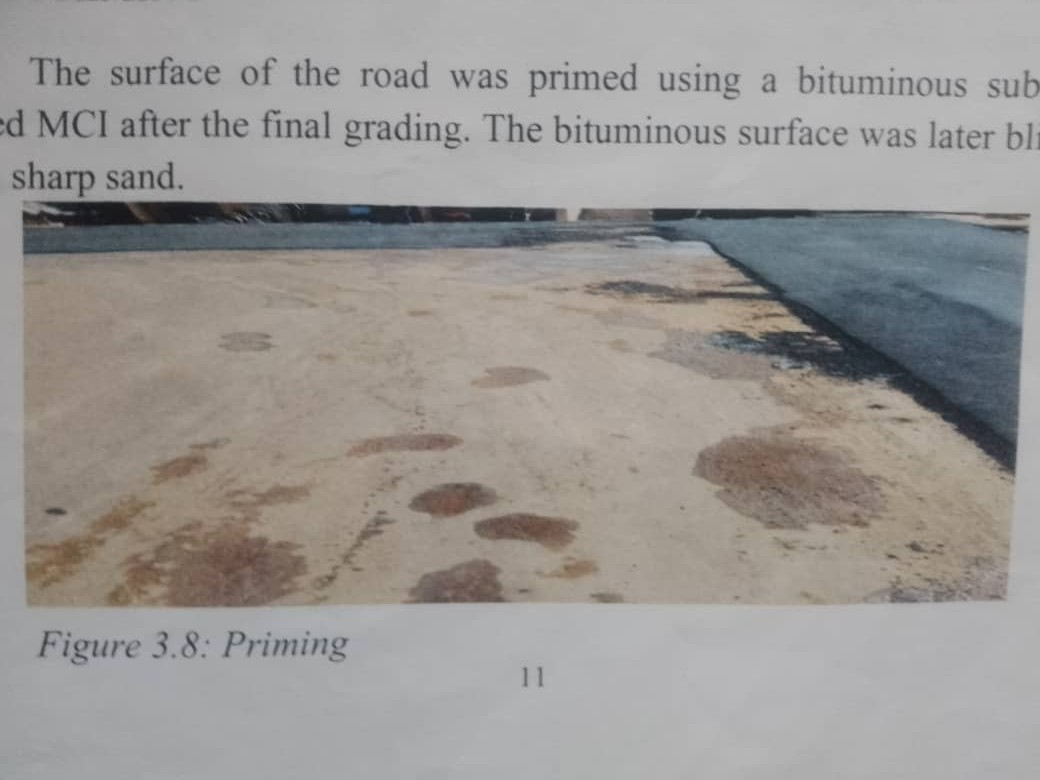 The surface of the road was primed using a bituminous sub
ed MCI after the final grading. The bituminous surface was later bli
sharp sand.
Figure 3.8: Priming
11